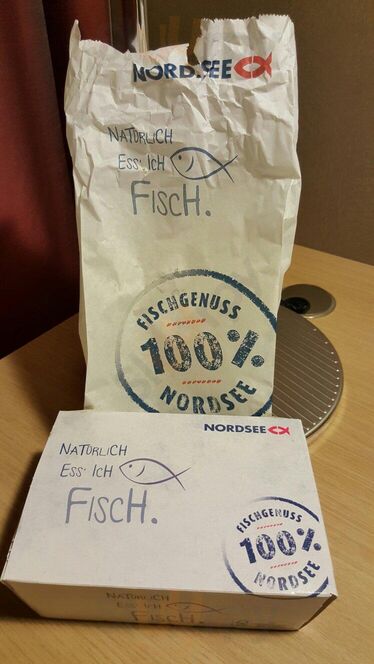 NORDSEE
NATÜRLICH
ESS' ICH
FISCH.
FISCHGENUSS
100%
NORDSEE
NORDSEE
NATÜRLICH
ESS' ICH
FISCH.
FISCHGENUSS
100%
NORDSEE
NATÜRLICH
ESS' ICH
FISCH.